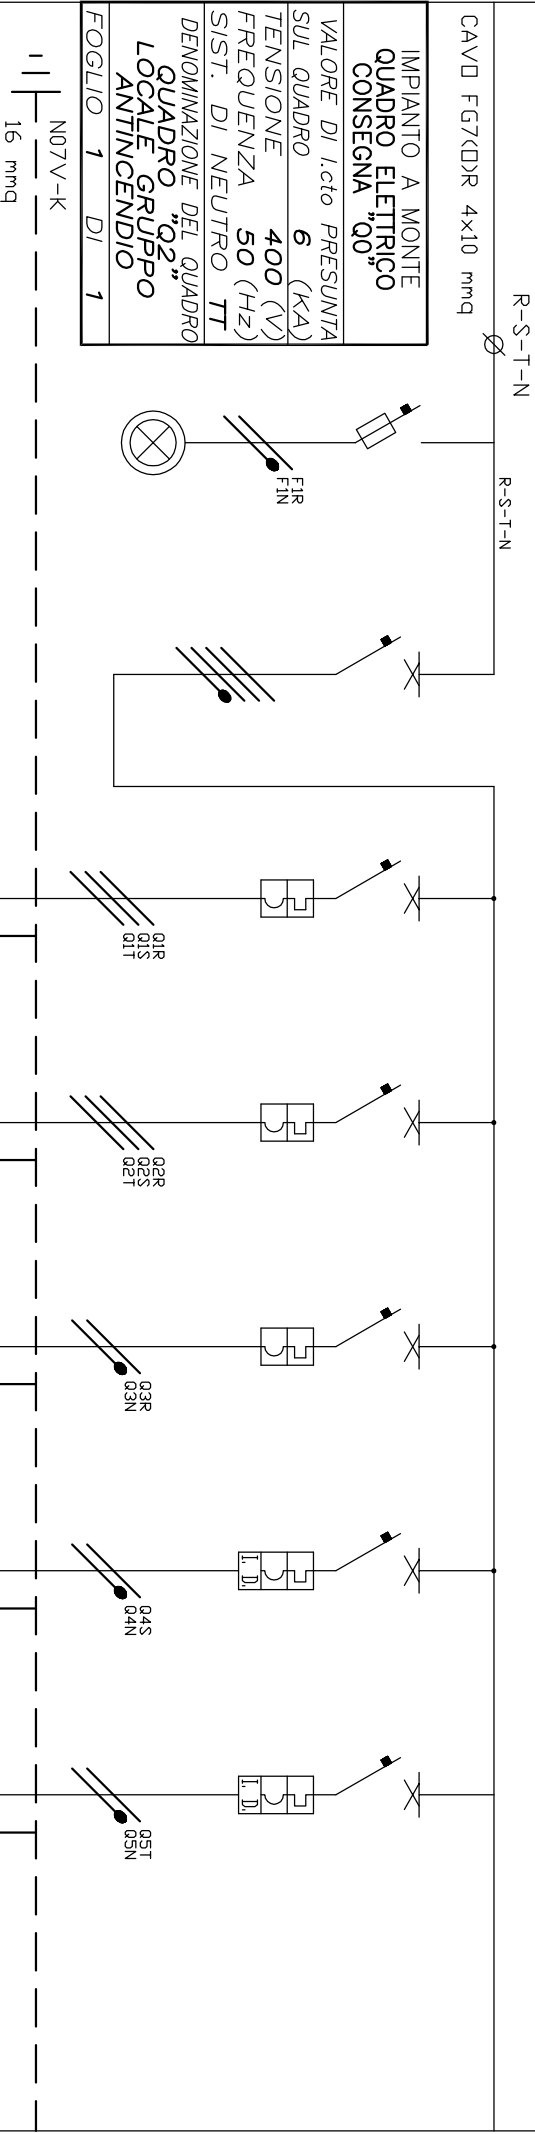 R-S-T-N
CAVO FG7(O)R 4x10 mmq
R-S-T-N
IMPIANTO A MONTE
QUADRO ELETTRICO
CONSEGNA "Q0"
VALORE DI I.cto PRESUNTA
SUL QUADRO 6 (KA)
TENSIONE 400 (V)
FREQUENZA 50 (Hz)
SIST. DI NEUTRO TT
DENOMINAZIONE DEL QUADRO
QUADRO "Q2"
LOCALE GRUPPO
ANTINCENDIO
FOGLIO 1 DI 1
N07V-K
16 mmq
F1R
F1N
Q1R
Q1S
Q1T
Q2R
Q2S
Q2T
Q3R
Q3N
I. D.
Q4S
Q4N
I. D.
Q5T
Q5N